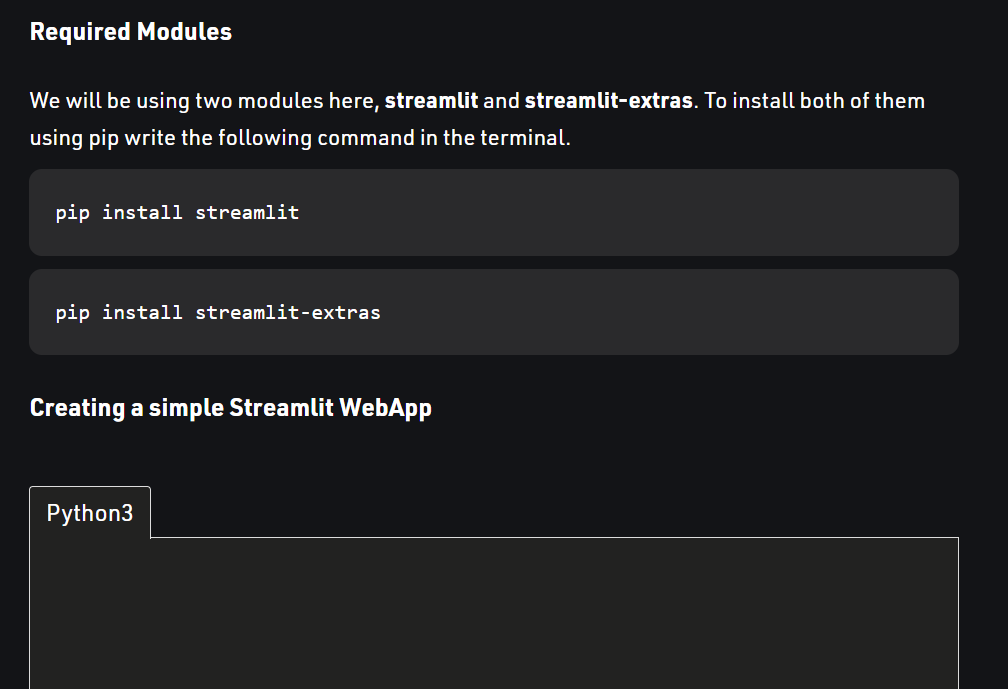 Required Modules
We will be using two modules here, streamlit and streamlit-extras. To install both of them
using pip write the following command in the terminal.
pip install streamlit
pip install streamlit-extras
Creating a simple Streamlit WebApp
Python3